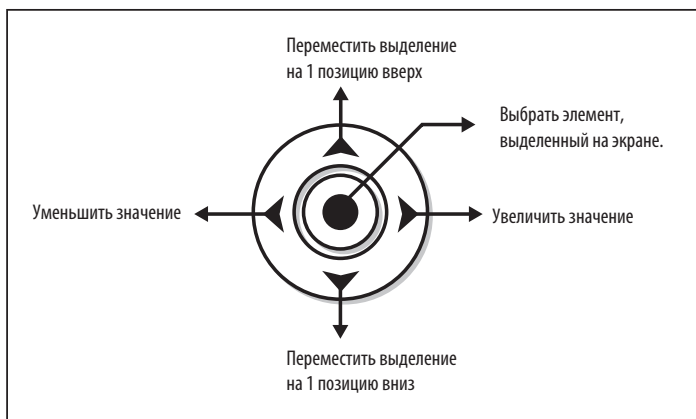 Переместить выделение
на 1 позицию вверх
Выбрать элемент,
выделенный на экране.
Уменьшить значение
Увеличить значение
Переместить выделение
на 1 позицию вниз